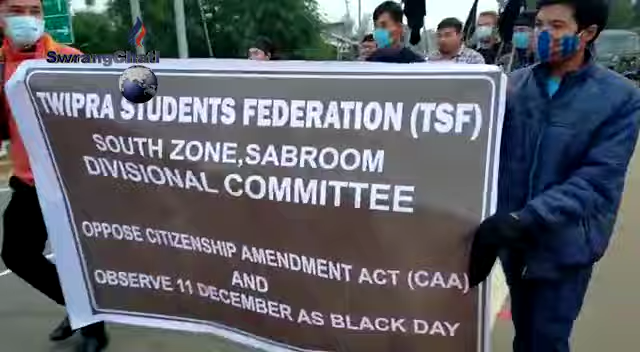 SwrangChati
TWIPRA STUDENTS FEDERATION (TSF)
SOUTH ZONE,SABROOM
DIVISIONAL COMMITTEE
OPPOSE CITIZENSHIP AMENDMENT ACT (CAA)
AND
OBSERVE 11 DECEMBER AS BLACK DAY